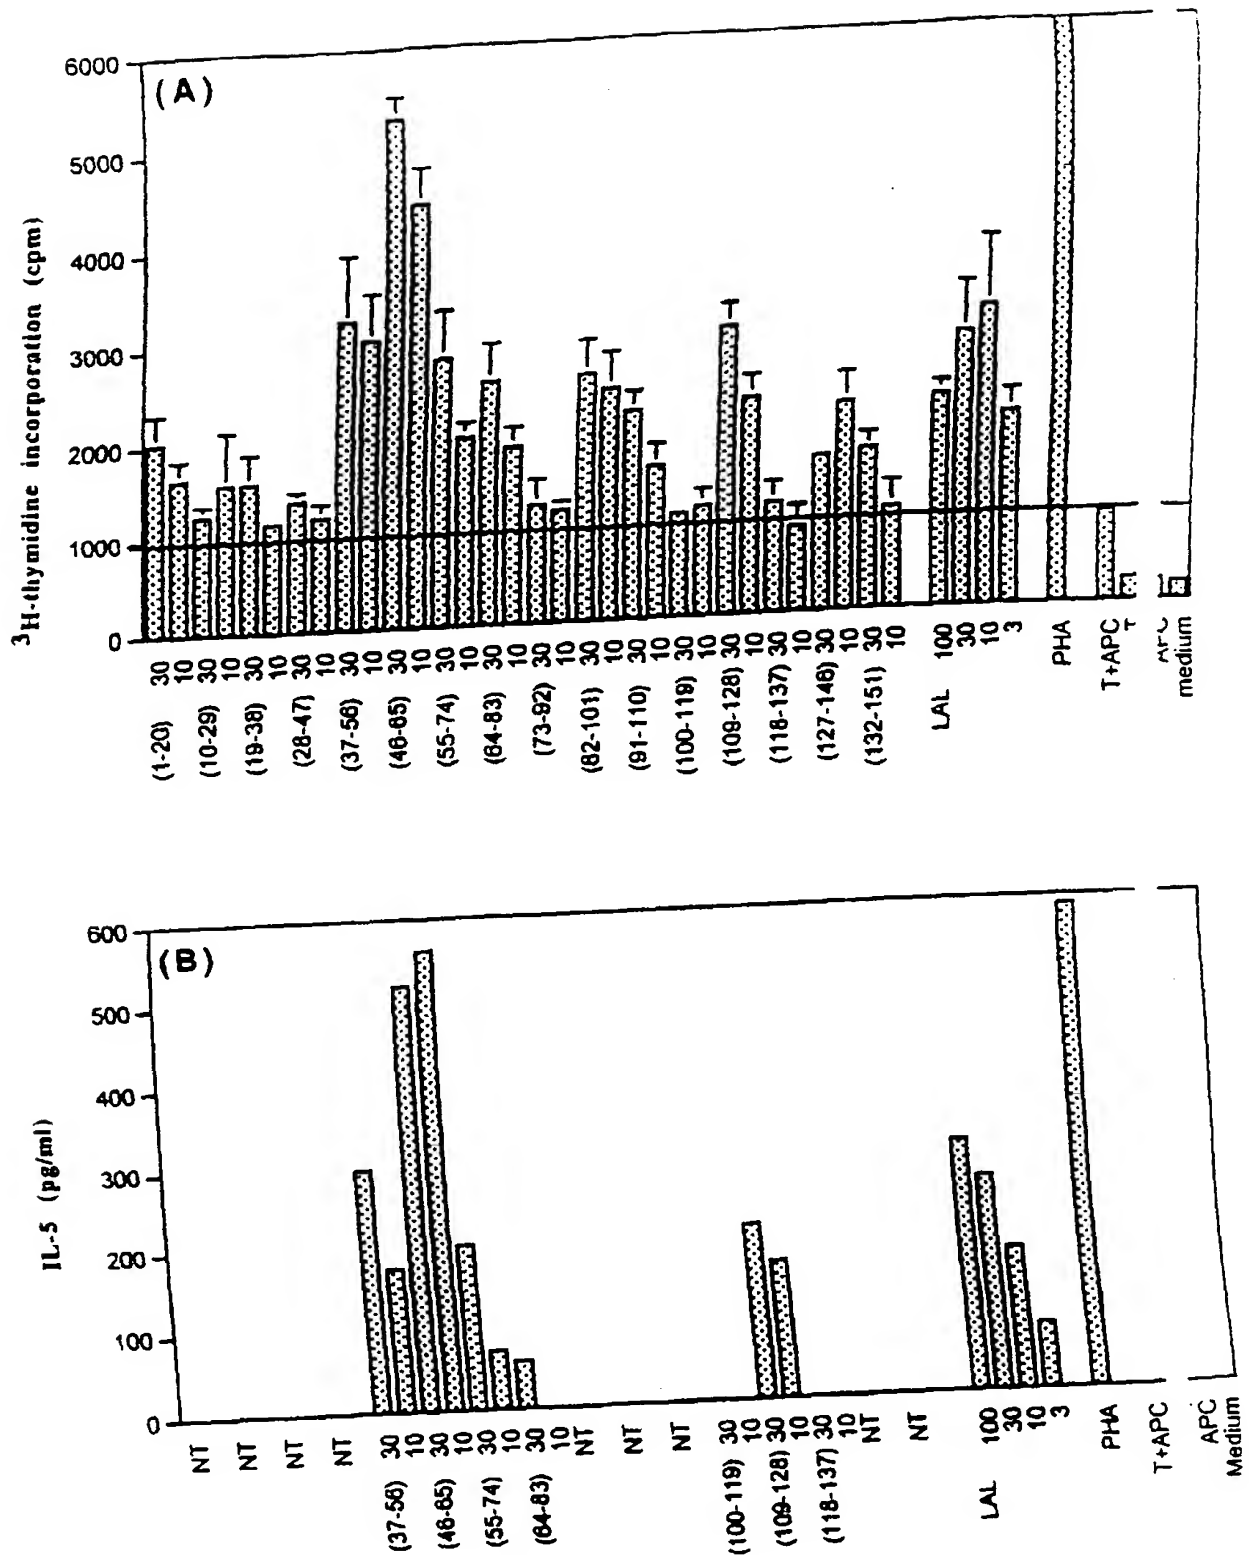 (A)
³H-thymidine incorporation (cpm)
6000
5000
4000
3000
2000
1000
0
30 10 30 10 30 10 30 10 30 10 30 10 30 10 30 10 30 10 30 10 30 10 30 10 30 10 30 10 30 10 30 10
(1-20) (10-29) (19-38) (28-47) (37-56) (46-65) (55-74) (64-83) (73-92) (82-101) (91-110) (100-119) (109-128) (118-137) (127-146) (132-151)
LAL 100 30 10 3
PHA
T+APC
T
medium
(B)
IL-5 (pg/ml)
600
500
400
300
200
100
0
NT NT NT NT
30 10 30 10 30 10 30 10
(37-56) (46-65) (55-74) (64-83)
NT NT NT
30 10 30 10 30 10
(100-119) (109-128) (118-137)
NT NT
LAL 100 30 10 3
PHA
T+APC
APC
Medium